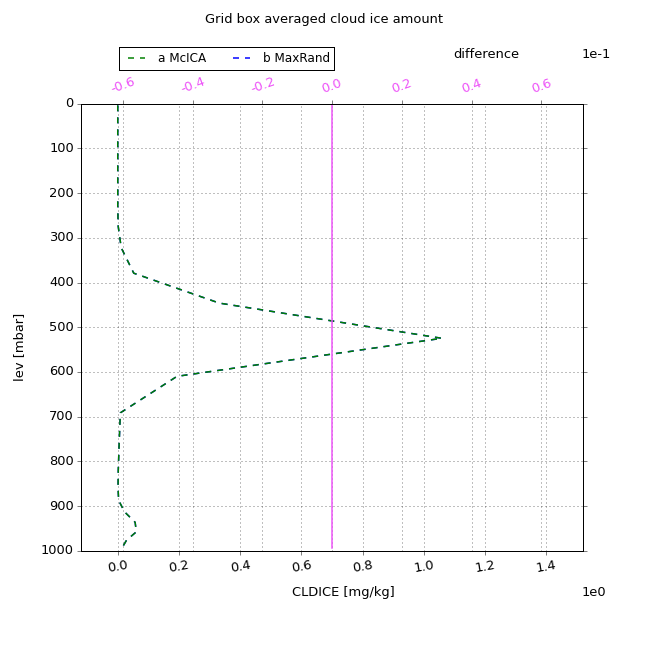 Grid box averaged cloud ice amount
a McICA b MaxRand
difference 1e-1
-0.6 -0.4 -0.2 0.0 0.2 0.4 0.6
0
100
200
300
400
500
600
700
800
900
1000
lev [mbar]
0.0 0.2 0.4 0.6 0.8 1.0 1.2 1.4
CLDICE [mg/kg] 1e0